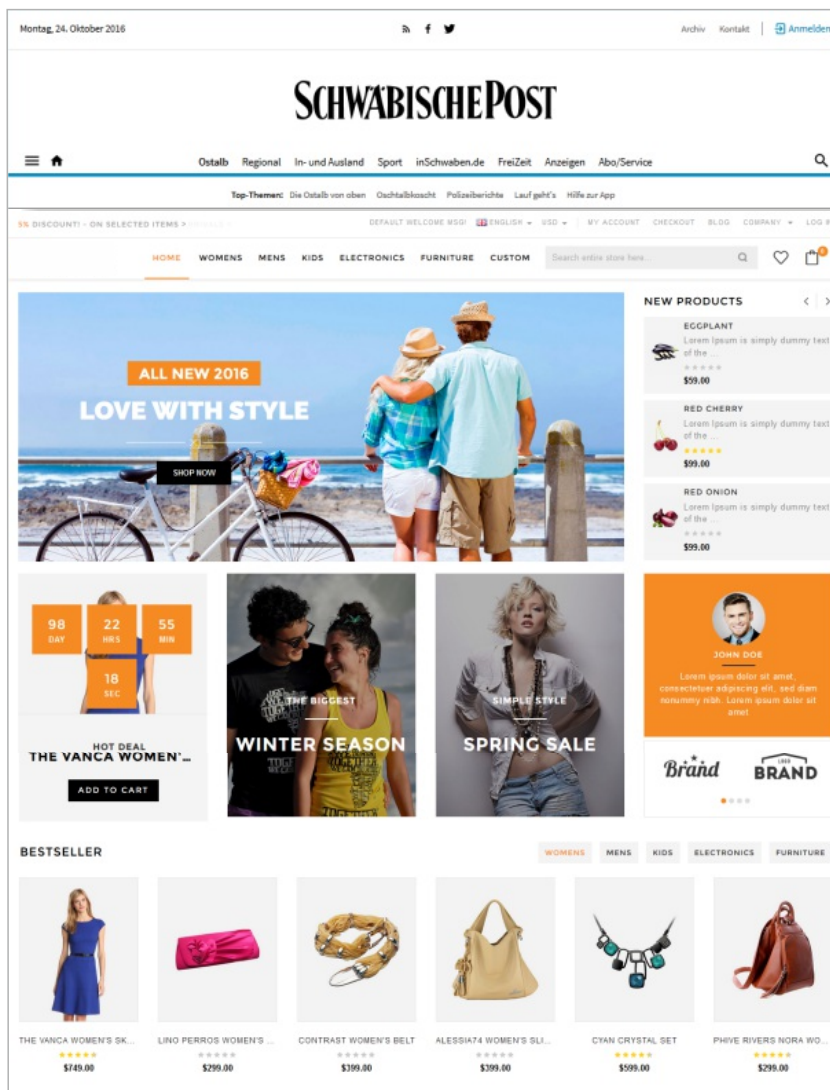 Montag, 24. Oktober 2016
Archiv Kontakt Anmelden
SCHWÄBISCHE POST
Ostalb Regional In- und Ausland Sport inSchwaben.de FreiZeit Anzeigen Abo/Service
Top-Themen: Die Ostalb von oben Oschtalbkoscht Polizeiberichte Lauf geht's Hilfe zur App
5% DISCOUNT! - ON SELECTED ITEMS >
DEFAULT WELCOME MSG! ENGLISH USD MY ACCOUNT CHECKOUT BLOG COMPANY LOG
HOME WOMENS MENS KIDS ELECTRONICS FURNITURE CUSTOM Search entire store here...
ALL NEW 2016
LOVE WITH STYLE
SHOP NOW
NEW PRODUCTS
EGGPLANT
Lorem Ipsum is simply dummy text
of the ...
$59.00
RED CHERRY
Lorem Ipsum is simply dummy text
of the ...
$99.00
RED ONION
Lorem Ipsum is simply dummy text
of the ...
$99.00
98 22 55
DAY HRS MIN
18
SEC
HOT DEAL
THE VANCA WOMEN'...
ADD TO CART
THE BIGGEST
WINTER SEASON
SIMPLE STYLE
SPRING SALE
JOHN DOE
Lorem ipsum dolor sit amet,
consectetuer adipiscing elit, sed diam
nonummy nibh. Lorem ipsum dolor sit
amet
Brand
LOGO
BRAND
BESTSELLER
WOMENS MENS KIDS ELECTRONICS FURNITURE
THE VANCA WOMEN'S SK... LINO PERROS WOMEN'S ... CONTRAST WOMEN'S BELT ALESSIA74 WOMEN'S SLI... CYAN CRYSTAL SET PHIVE RIVERS NORA WO...
$749.00 $299.00 $399.00 $399.00 $599.00 $299.00